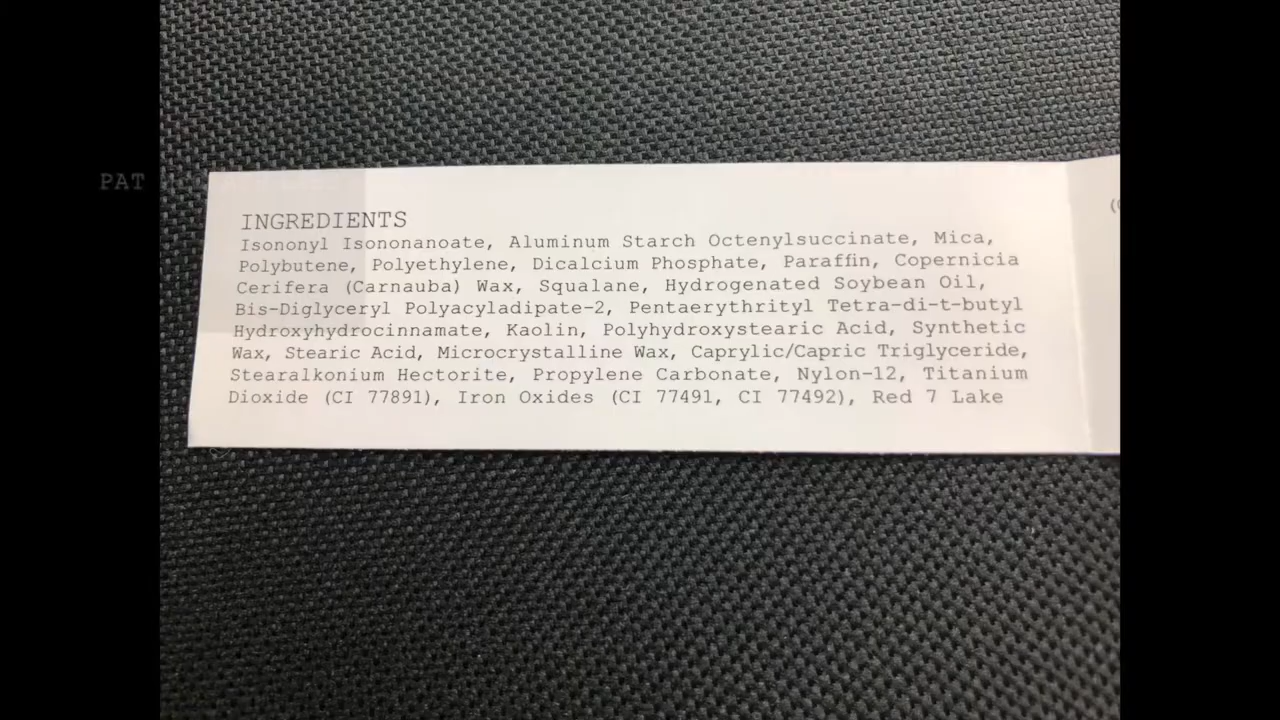 PAT
INGREDIENTS
Isononyl Isononanoate, Aluminum Starch Octenylsuccinate, Mica,
Polybutene, Polyethylene, Dicalcium Phosphate, Paraffin, Copernicia
Cerifera (Carnauba) Wax, Squalane, Hydrogenated Soybean Oil,
Bis-Diglyceryl Polyacyladipate-2, Pentaerythrityl Tetra-di-t-butyl
Hydroxyhydrocinnamate, Kaolin, Polyhydroxystearic Acid, Synthetic
Wax, Stearic Acid, Microcrystalline Wax, Caprylic/Capric Triglyceride,
Stearalkonium Hectorite, Propylene Carbonate, Nylon-12, Titanium
Dioxide (CI 77891), Iron Oxides (CI 77491, CI 77492), Red 7 Lake